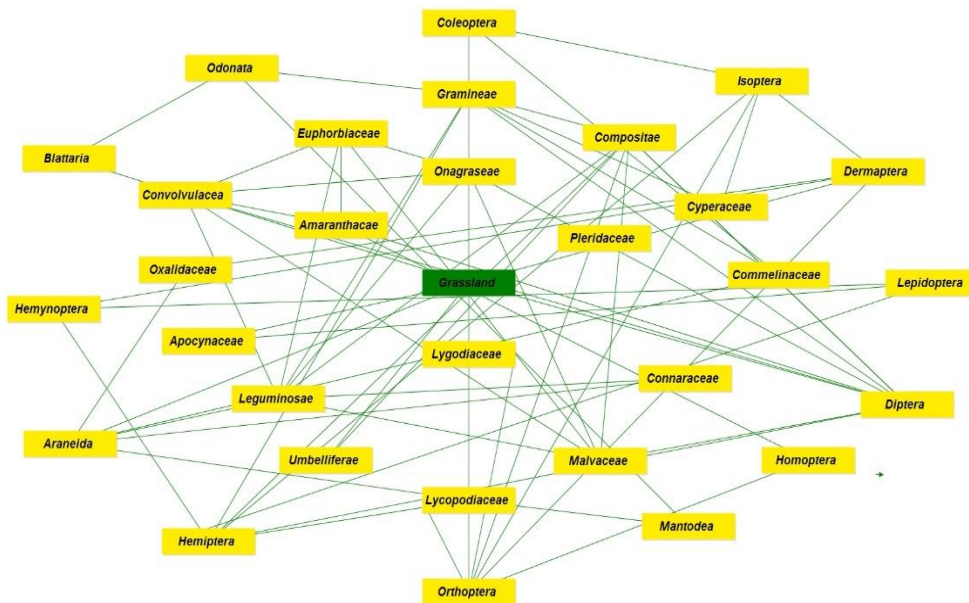 Coleoptera
Odonata
Isoptera
Gramineae
Euphorbiaceae
Compositae
Blattaria
Onagraseae
Dermaptera
Convolvulacea
Cyperaceae
Amaranthacae
Pieridaceae
Oxalidaceae
Commelinaceae
Grassland
Lepidoptera
Hemynoptera
Apocynaceae
Lygodiaceae
Connaraceae
Leguminosae
Diptera
Araneida
Umbelliferae
Malvaceae
Homoptera
Lycopodiaceae
Mantodea
Hemiptera
Orthoptera